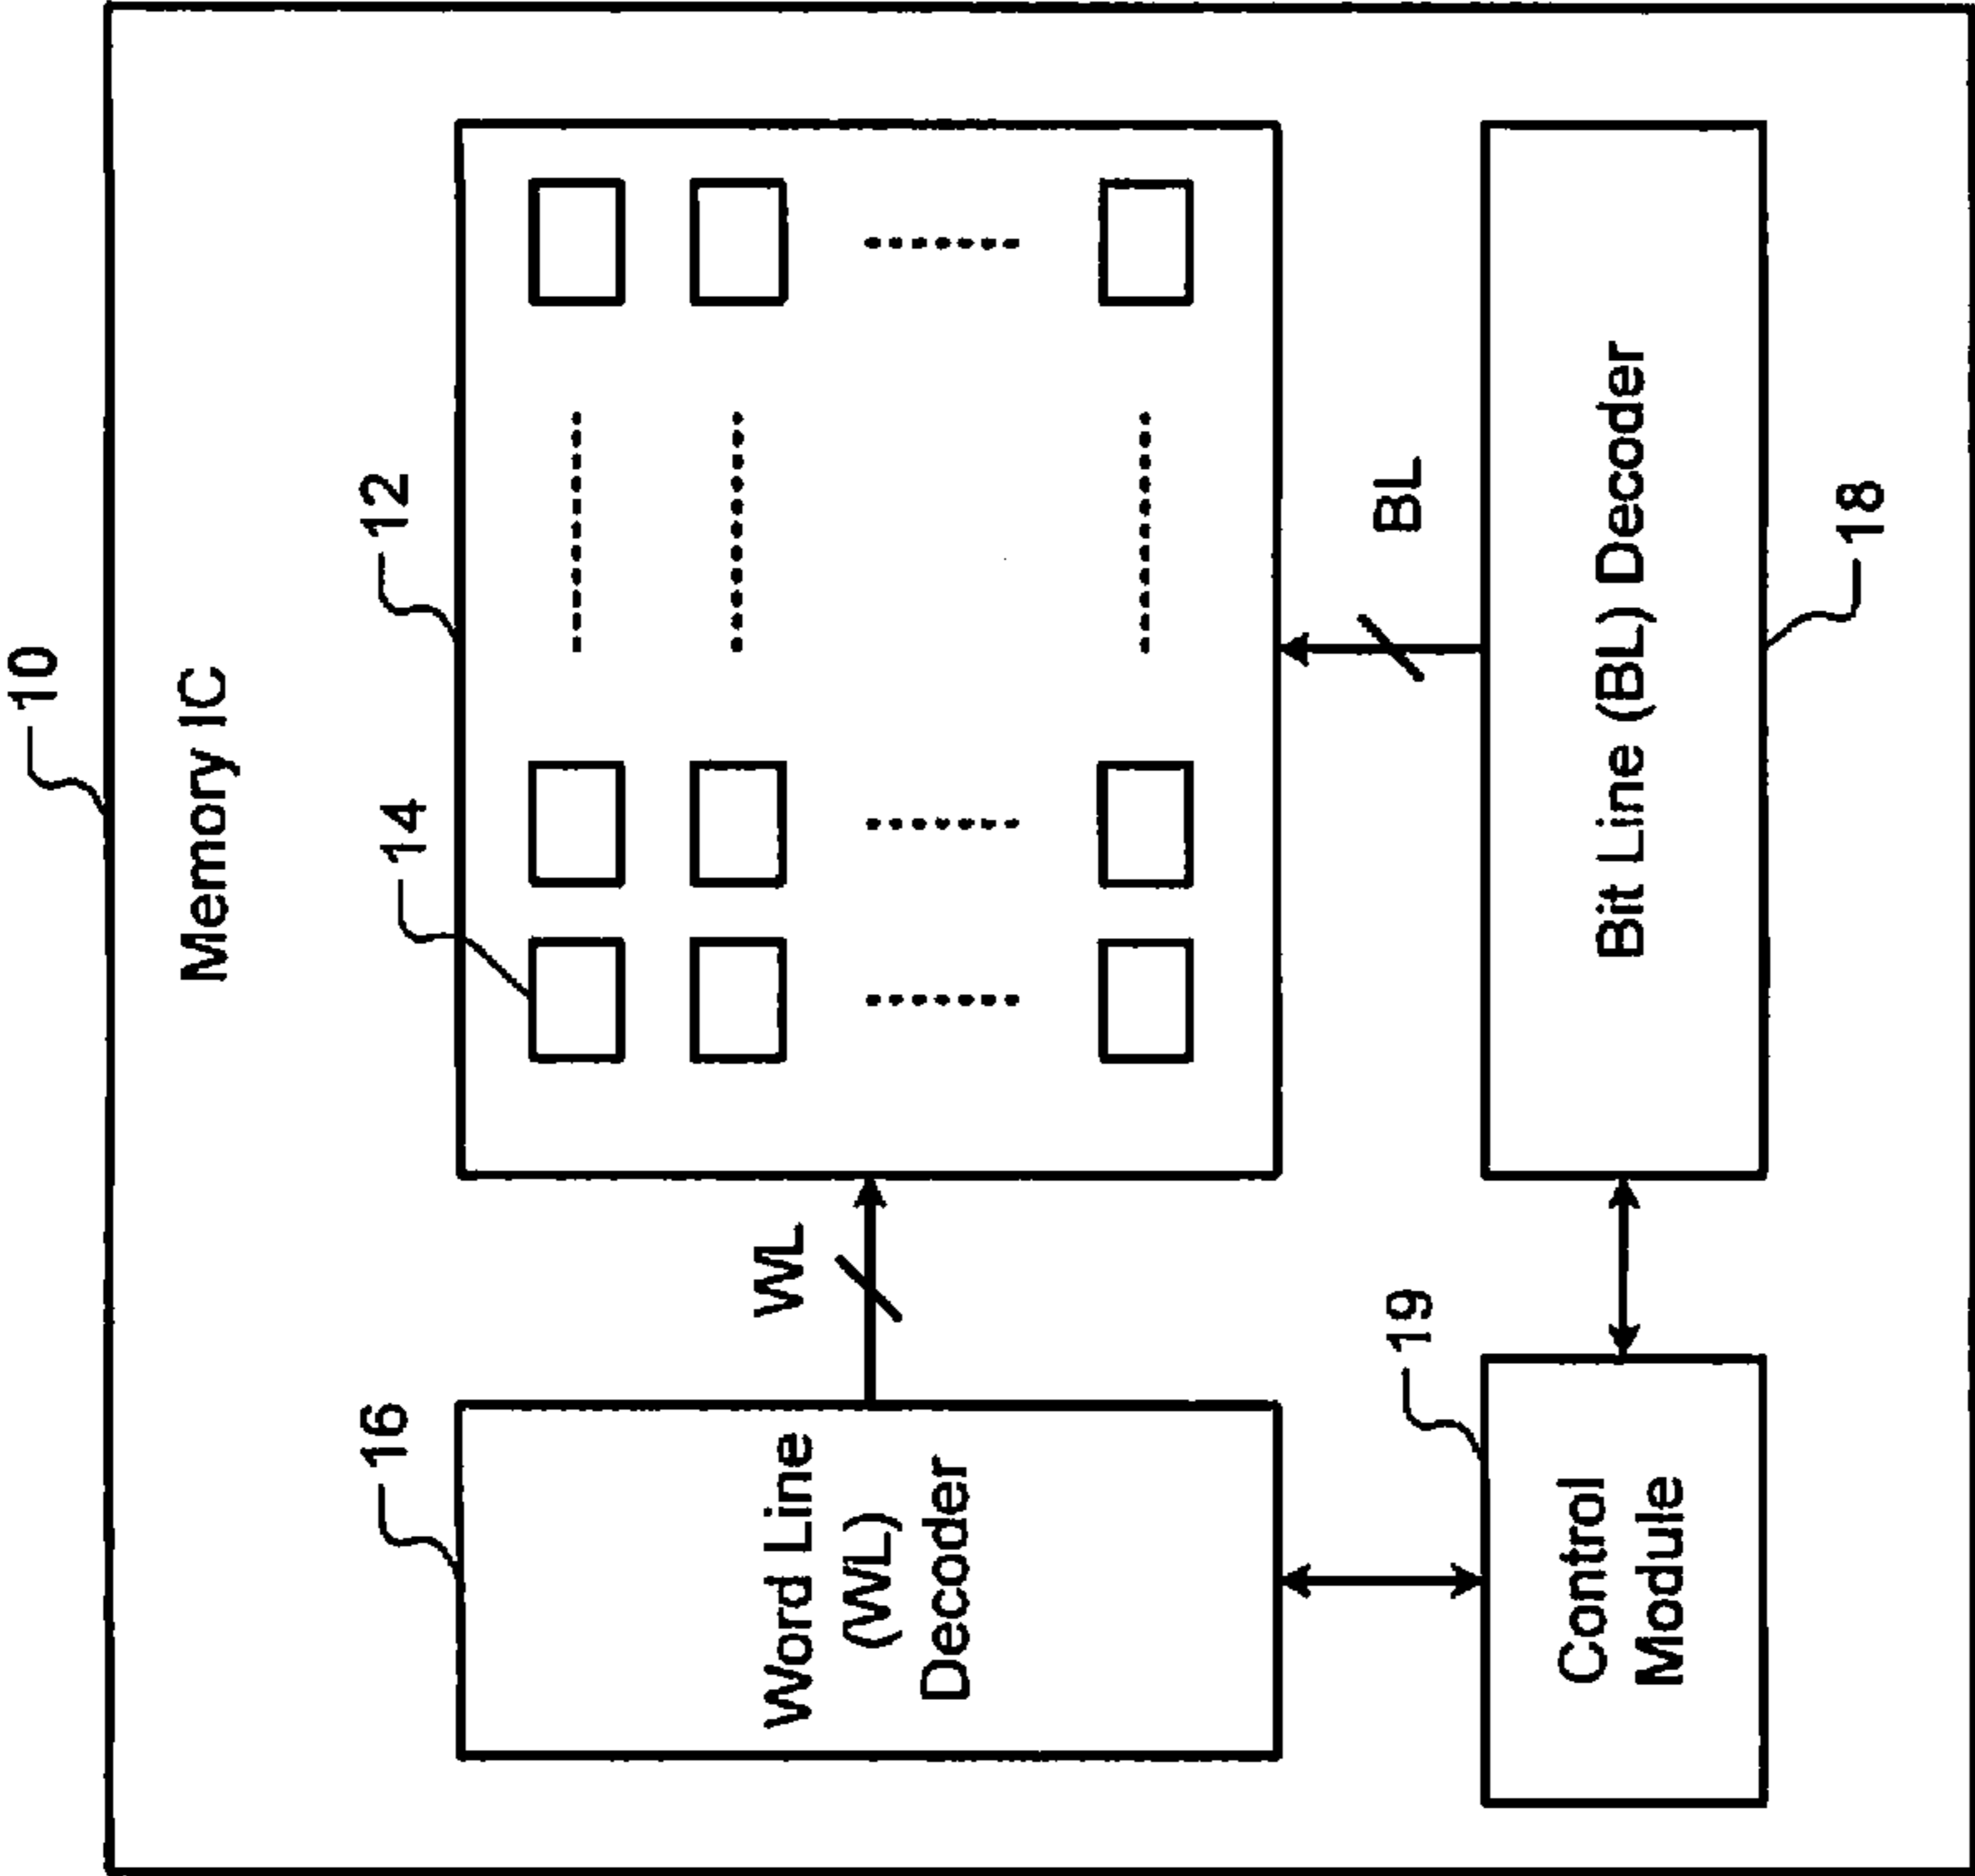 10
Memory IC
16
12
14
Word Line
(WL)
Decoder
WL
BL
19
Control
Module
Bit Line (BL) Decoder
18